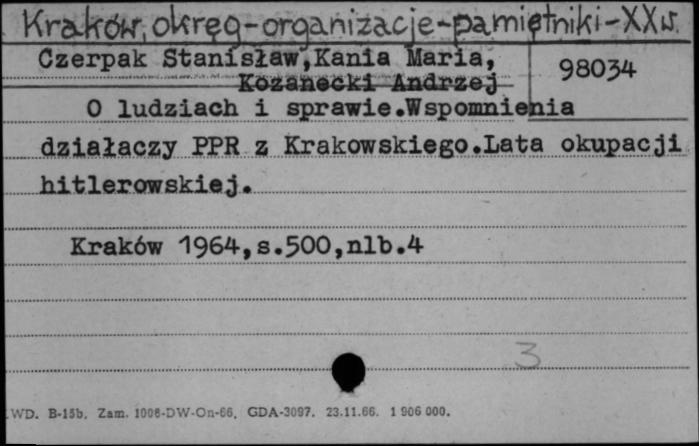 Kraków, okręg-organizacje-pamiętniki-XXw.
Czerpak Stanisław,Kania Maria,
Kozanecki Andrzej
98034
O ludziach i sprawie.Wspomnienia
działaczy PPR z Krakowskiego.Lata okupacji
hitlerowskiej.
Kraków 1964,s.500,nlb.4
3
WD. B-15b. Zam. 1008-DW-On-66. GDA-3097. 23.11.66. 1 906 000.